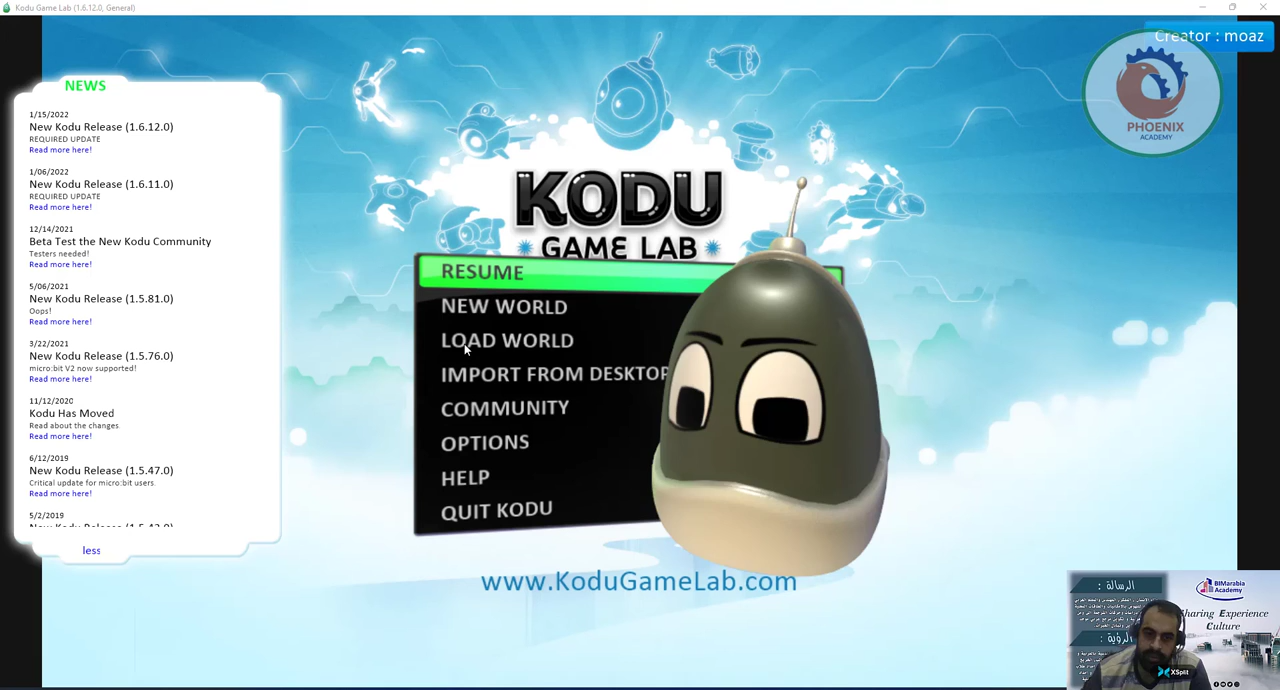 Kodu Game Lab (1.6.12.0, General)
Creator : moaz
PHOENIX
ACADEMY
NEWS
1/15/2022
New Kodu Release (1.6.12.0)
REQUIRED UPDATE
Read more here!
1/06/2022
New Kodu Release (1.6.11.0)
REQUIRED UPDATE
Read more here!
12/14/2021
Beta Test the New Kodu Community
Testers needed!
Read more here!
5/06/2021
New Kodu Release (1.5.81.0)
Oops!
Read more here!
3/22/2021
New Kodu Release (1.5.76.0)
micro:bit V2 now supported!
Read more here!
11/12/2020
Kodu Has Moved
Read about the changes.
Read more here!
6/12/2019
New Kodu Release (1.5.47.0)
Critical update for micro:bit users.
Read more here!
5/2/2019
less
KODU
GAME LAB
RESUME
NEW WORLD
LOAD WORLD
IMPORT FROM DESKTOP
COMMUNITY
OPTIONS
HELP
QUIT KODU
www.KoduGameLab.com
الرسالة :
الرؤية :
BIMarabia
Academy
Sharing Experience
Culture
XSplit